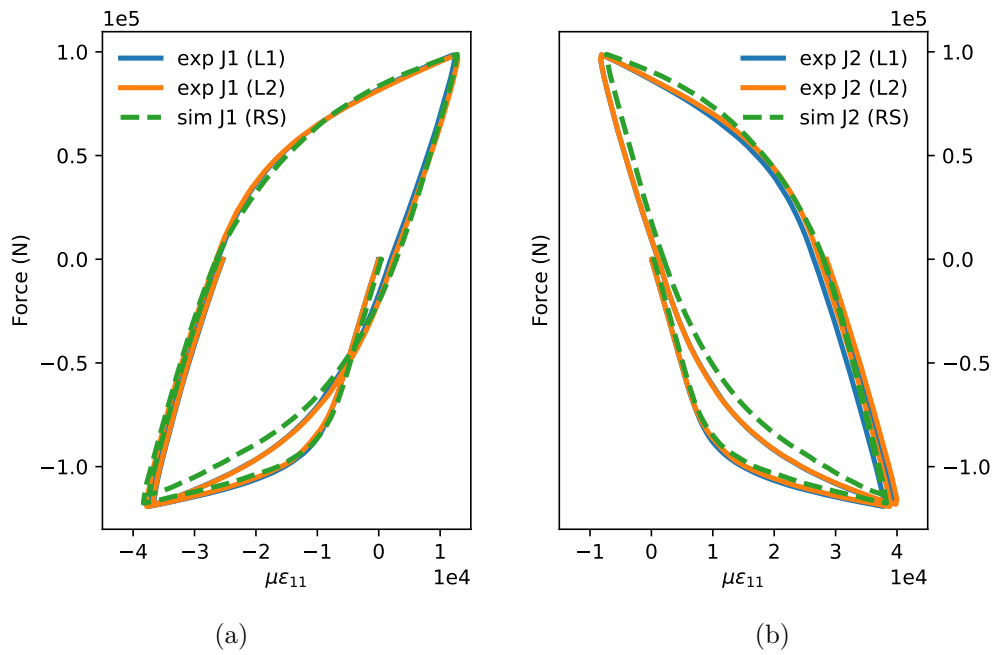 1e5
1e5
exp J1 (L1)
exp J1 (L2)
sim J1 (RS)
exp J2 (L1)
exp J2 (L2)
sim J2 (RS)
1.0
0.5
0.0
−0.5
−1.0
Force (N)
Force (N)
1.0
0.5
0.0
−0.5
−1.0
−4 −3 −2 −1 0 1
1e4
με₁₁
−1 0 1 2 3 4
1e4
με₁₁
(a)
(b)